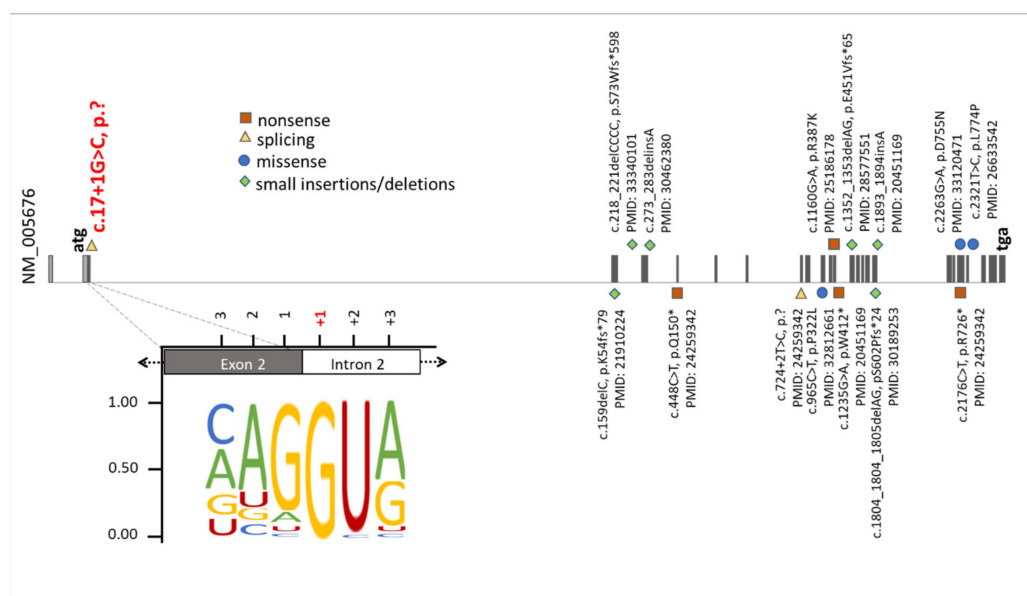 NM_005676
atg
c.17+1G>C, p.?
nonsense
splicing
missense
small insertions/deletions
c.218_221delCCCC, p.S73Wfs*598
PMID: 33340101
c.273_283delinsA
PMID: 30462380
c.1160G>A, p.R387K
PMID: 25186178
c.1352_1353delAG, p.E451Vfs*65
PMID: 28577551
c.1893_1894insA
PMID: 20451169
c.2263G>A, p.D755N
PMID: 33120471
c.2321T>C, p.L774P
PMID: 26633542
tga
c.159delC, p.K54fs*79
PMID: 21910224
c.448C>T, p.Q150*
PMID: 24259342
c.724+2T>C, p.?
PMID: 24259342
c.965C>T, p.P322L
PMID: 32812661
c.1235G>A, p.W412*
PMID: 20451169
c.1804_1805delAG, pS602Pfs*24
PMID: 30189253
c.2176C>T, p.R726*
PMID: 24259342
3 2 1 +1 +2 +3
Exon 2 Intron 2
1.00
0.50
0.00
C A G G U A
A U A G
G G U U
U C C C C